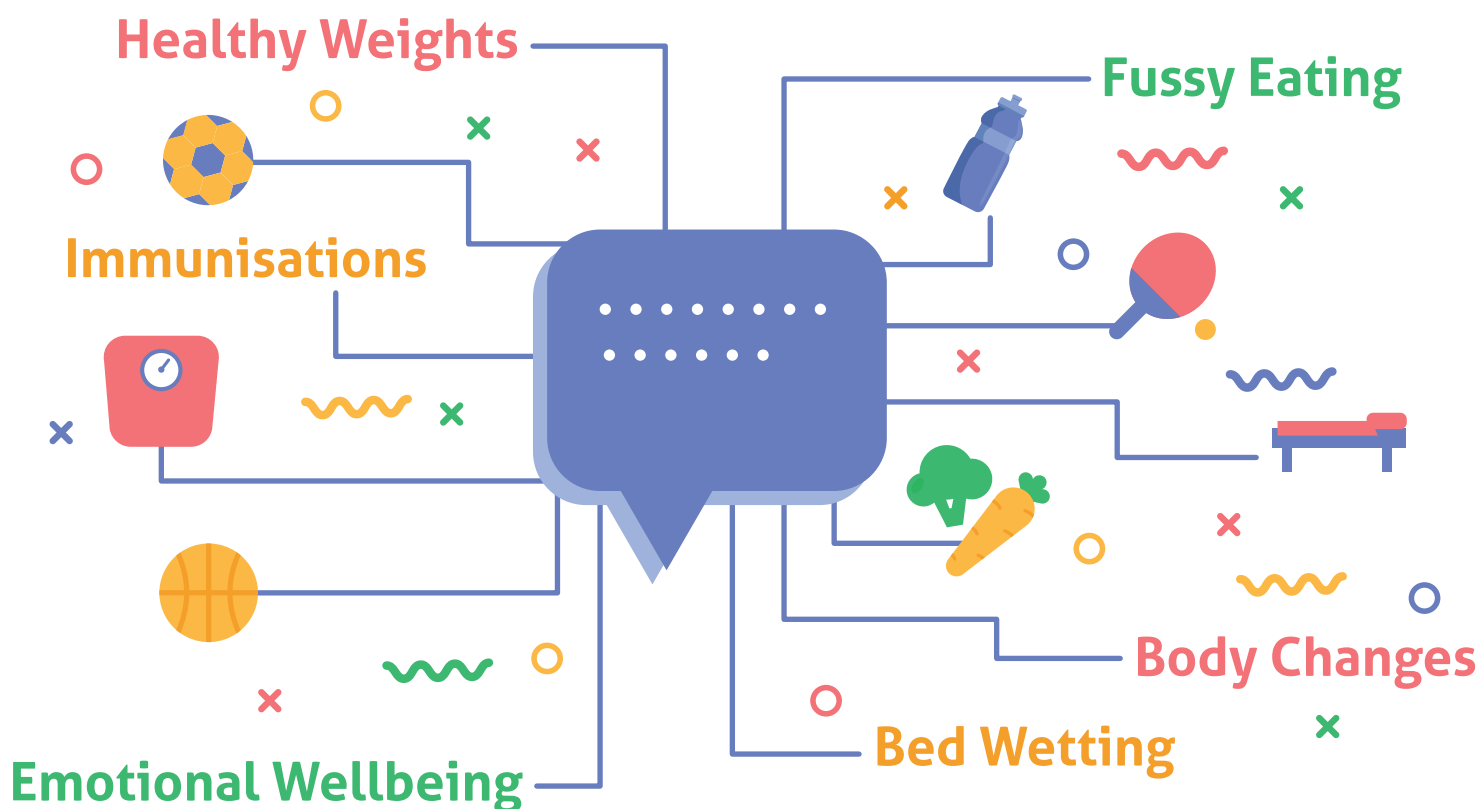 Healthy Weights
Fussy Eating
Immunisations
Body Changes
Bed Wetting
Emotional Wellbeing